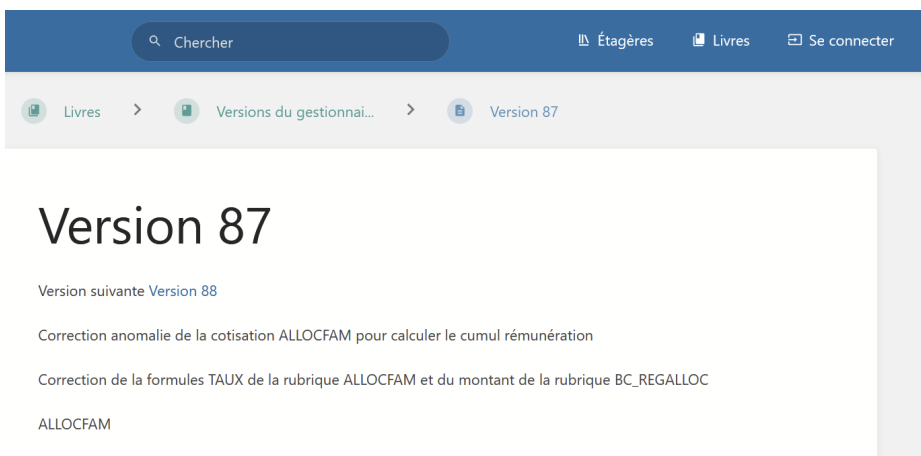 Chercher
Étagères
Livres
Se connecter
Livres > Versions du gestionnai... > Version 87
Version 87
Version suivante Version 88
Correction anomalie de la cotisation ALLOCFAM pour calculer le cumul rémunération
Correction de la formules TAUX de la rubrique ALLOCFAM et du montant de la rubrique BC_REGALLOC
ALLOCFAM